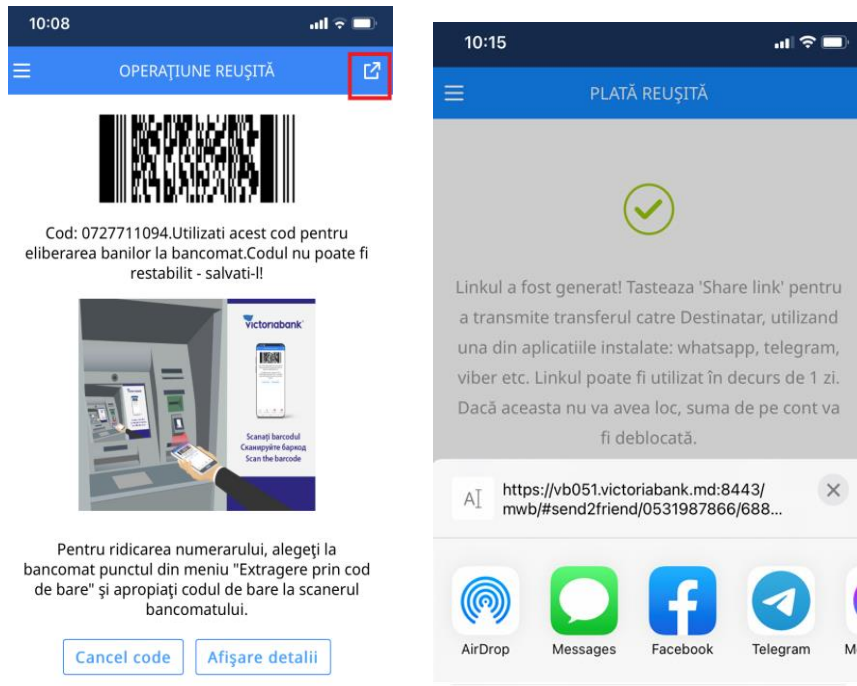 10:08
OPERAŢIUNE REUŞITĂ
Cod: 0727711094.Utilizati acest cod pentru
eliberarea banilor la bancomat.Codul nu poate fi
restabilit - salvati-l!
victoriabank
Scanați barcodul
Сканируйте баркод
Scan the barcode
Pentru ridicarea numerarului, alegeţi la
bancomat punctul din meniu "Extragere prin cod
de bare" şi apropiaţi codul de bare la scanerul
bancomatului.
Cancel code
Afişare detalii
10:15
PLATĂ REUŞITĂ
Linkul a fost generat! Tasteaza 'Share link' pentru
a transmite transferul catre Destinatar, utilizand
una din aplicatiile instalate: whatsapp, telegram,
viber etc. Linkul poate fi utilizat în decurs de 1 zi.
Dacă aceasta nu va avea loc, suma de pe cont va
fi deblocată.
https://vb051.victoriabank.md:8443/
mwb/#send2friend/0531987866/688...
AirDrop
Messages
Facebook
Telegram